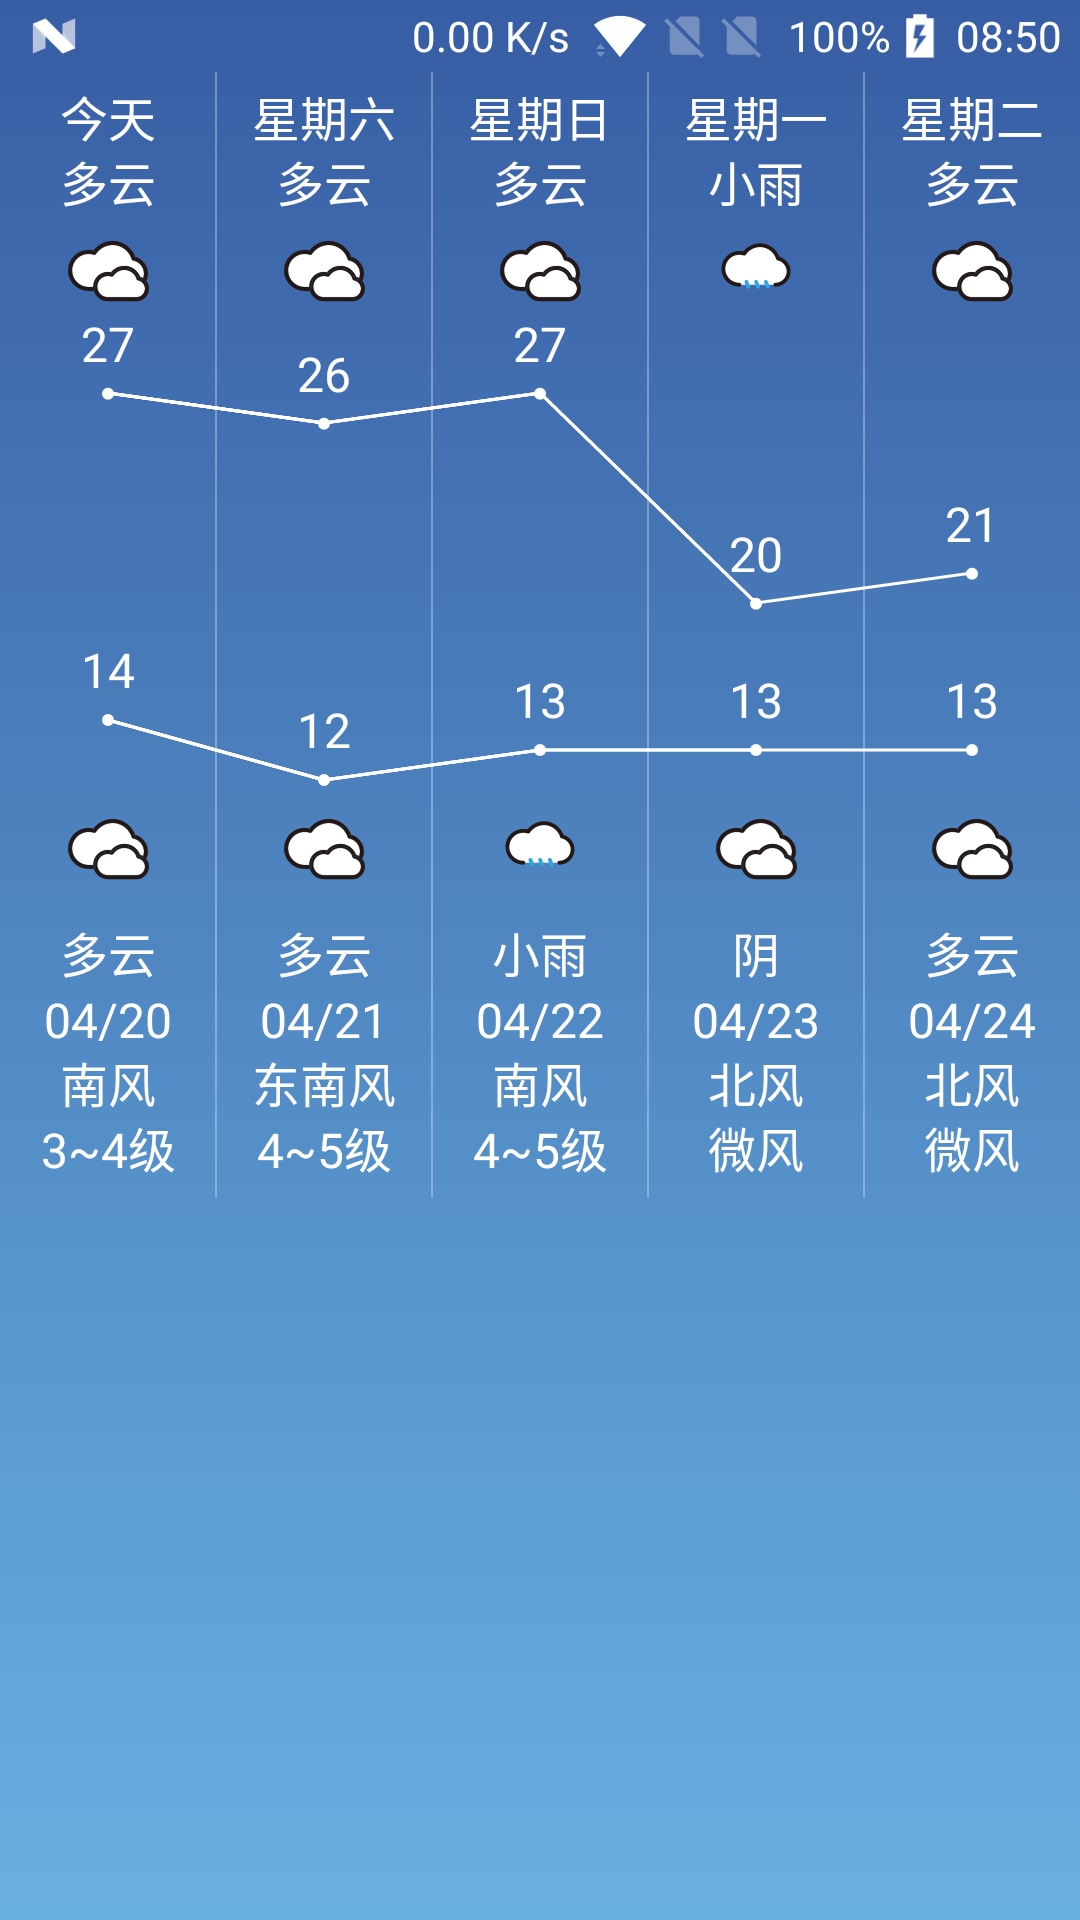 0.00 K/s 100% 08:50
今天 星期六 星期日 星期一 星期二
多云 多云 多云 小雨 多云
27 26 27 20 21
14 12 13 13 13
多云 多云 小雨 阴 多云
04/20 04/21 04/22 04/23 04/24
南风 东南风 南风 北风 北风
3~4级 4~5级 4~5级 微风 微风